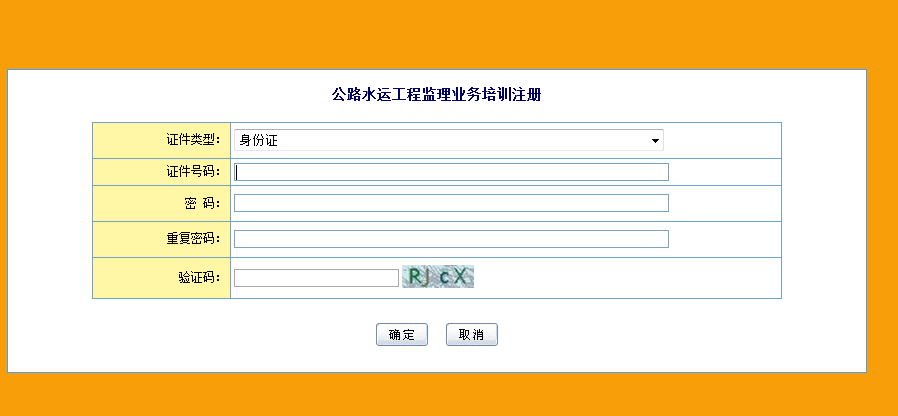 公路水运工程监理业务培训注册
证件类型： 身份证
证件号码：
密 码：
重复密码：
验证码： RJcX
确定 取消